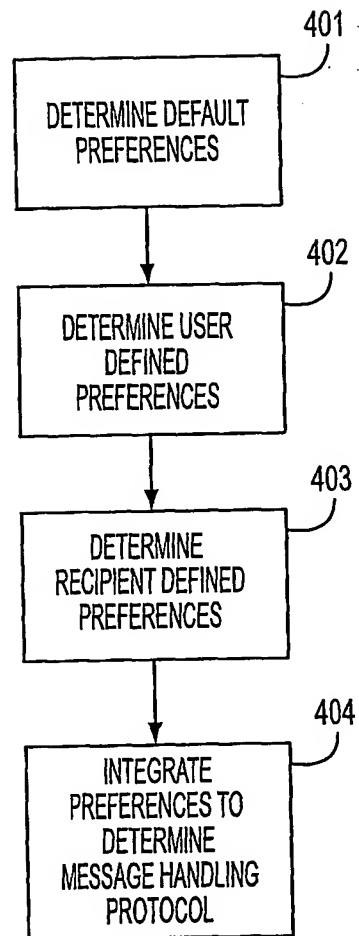 401
DETERMINE DEFAULT
PREFERENCES
402
DETERMINE USER
DEFINED
PREFERENCES
403
DETERMINE
RECIPIENT DEFINED
PREFERENCES
404
INTEGRATE
PREFERENCES TO
DETERMINE
MESSAGE HANDLING
PROTOCOL